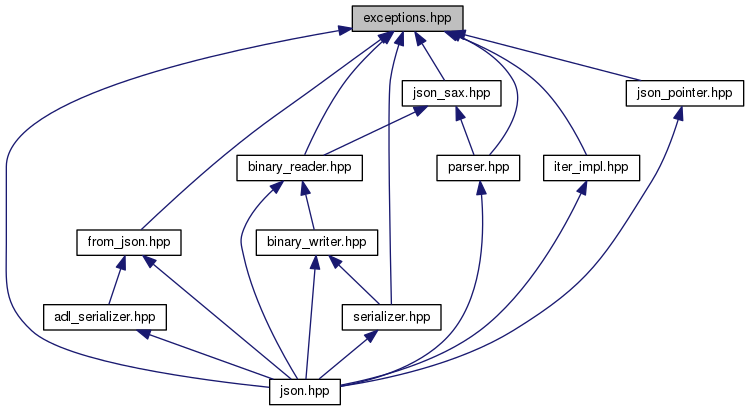 exceptions.hpp
json_sax.hpp
json_pointer.hpp
binary_reader.hpp
parser.hpp
iter_impl.hpp
from_json.hpp
binary_writer.hpp
adl_serializer.hpp
serializer.hpp
json.hpp